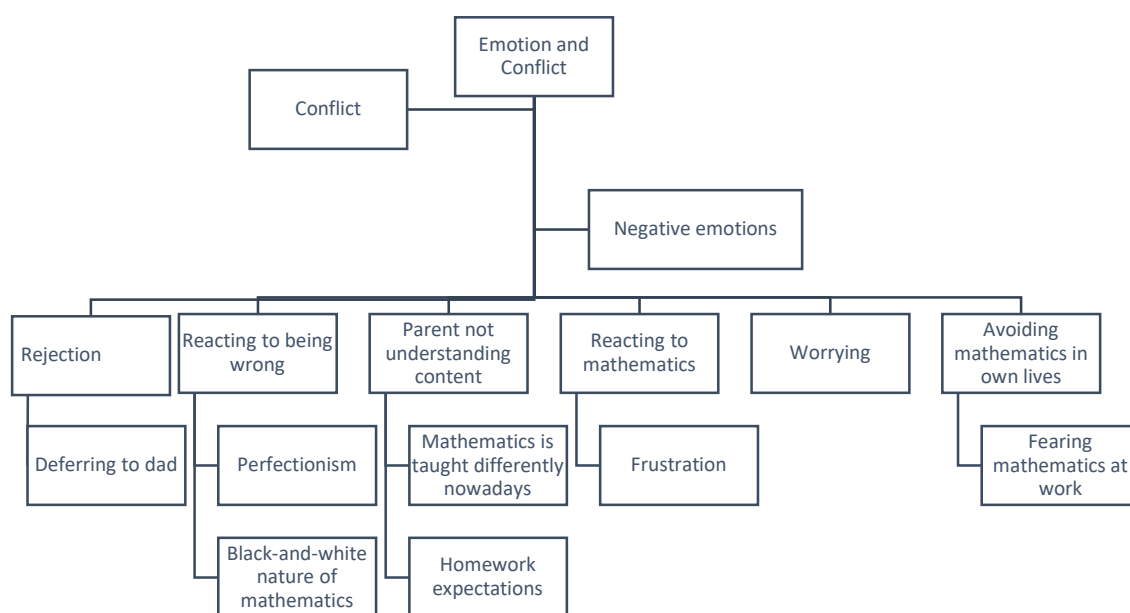 Emotion and
Conflict
Conflict
Negative emotions
Rejection
Reacting to being
wrong
Parent not
understanding
content
Reacting to
mathematics
Worrying
Avoiding
mathematics in
own lives
Deferring to dad
Perfectionism
Mathematics is
taught differently
nowadays
Frustration
Fearing
mathematics at
work
Black-and-white
nature of
mathematics
Homework
expectations